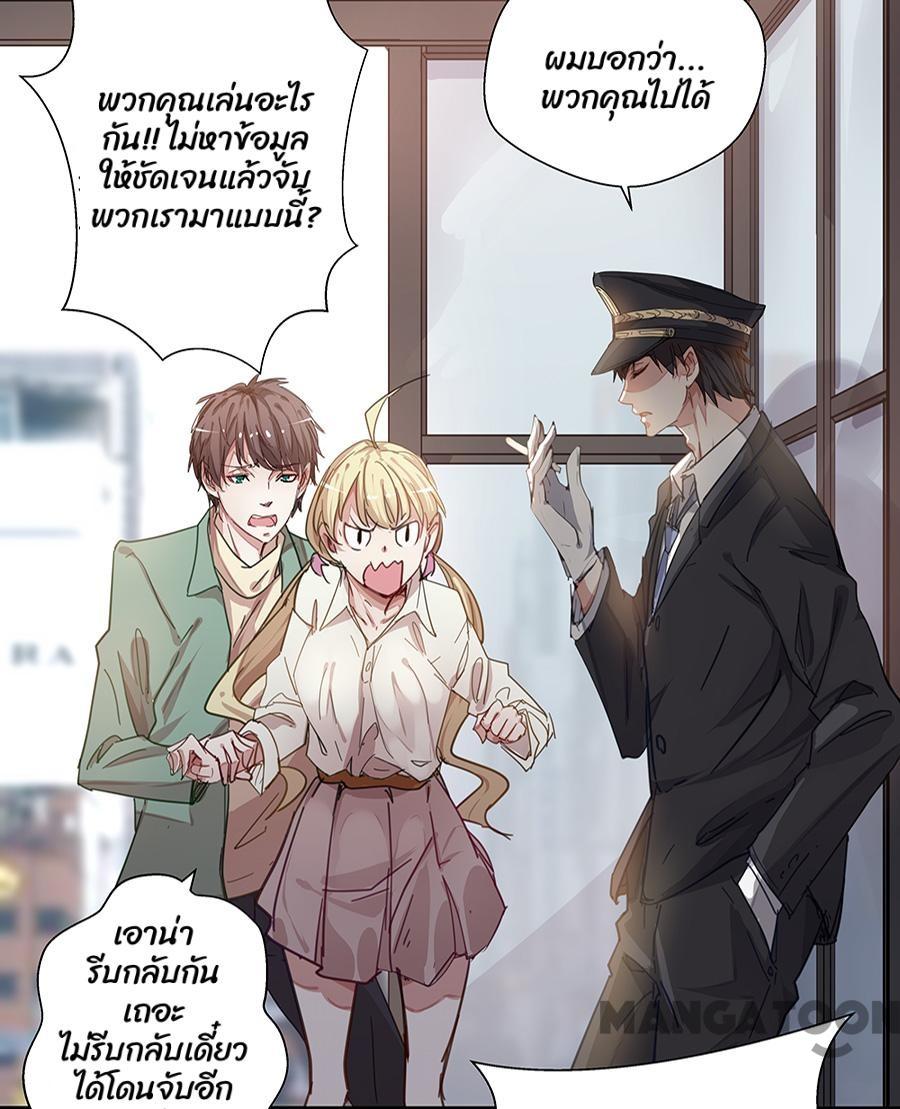 ผมบอกว่า...
พวกคุณไปได้
พวกคุณเล่นอะไร
กัน!! ไม่หาข้อมูล
ให้ชัดเจนแล้วจับ
พวกเรามาแบบนี้?
RA
เอาน่า
รีบกลับกัน
เถอะ
ไม่รีบกลับเดี๋ยว
ได้โดนจับอีก
MANGATOON